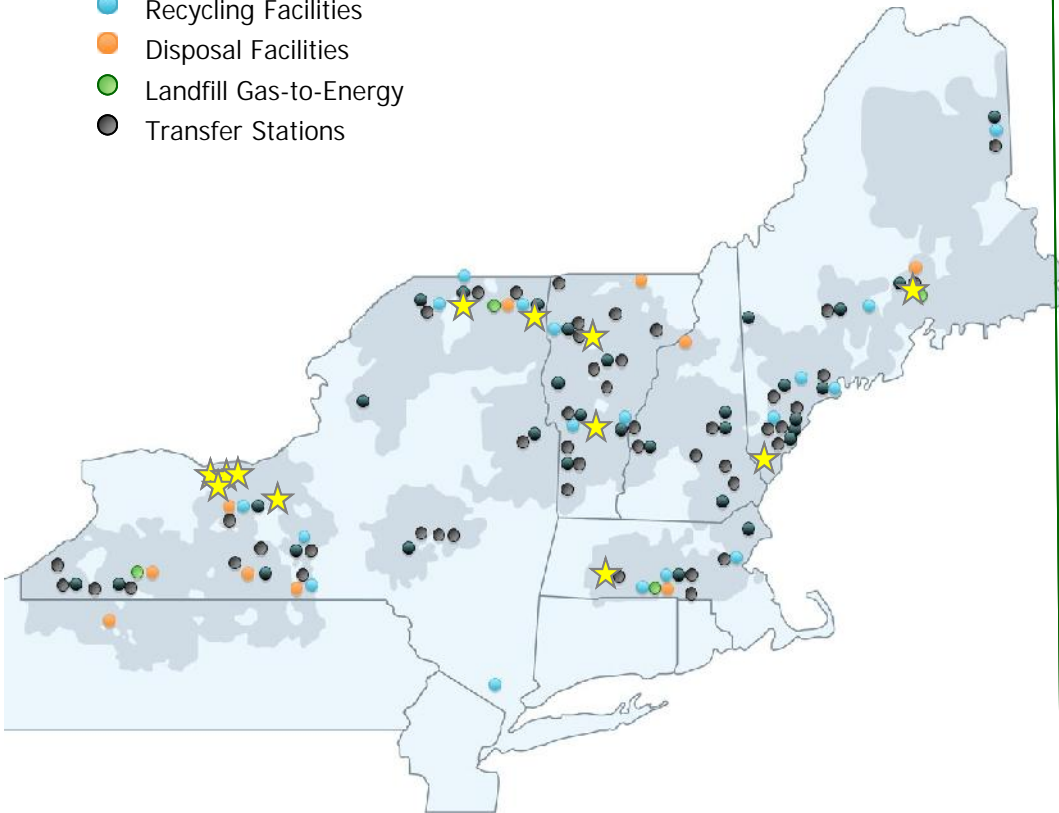 Recycling Facilities
Disposal Facilities
Landfill Gas-to-Energy
Transfer Stations